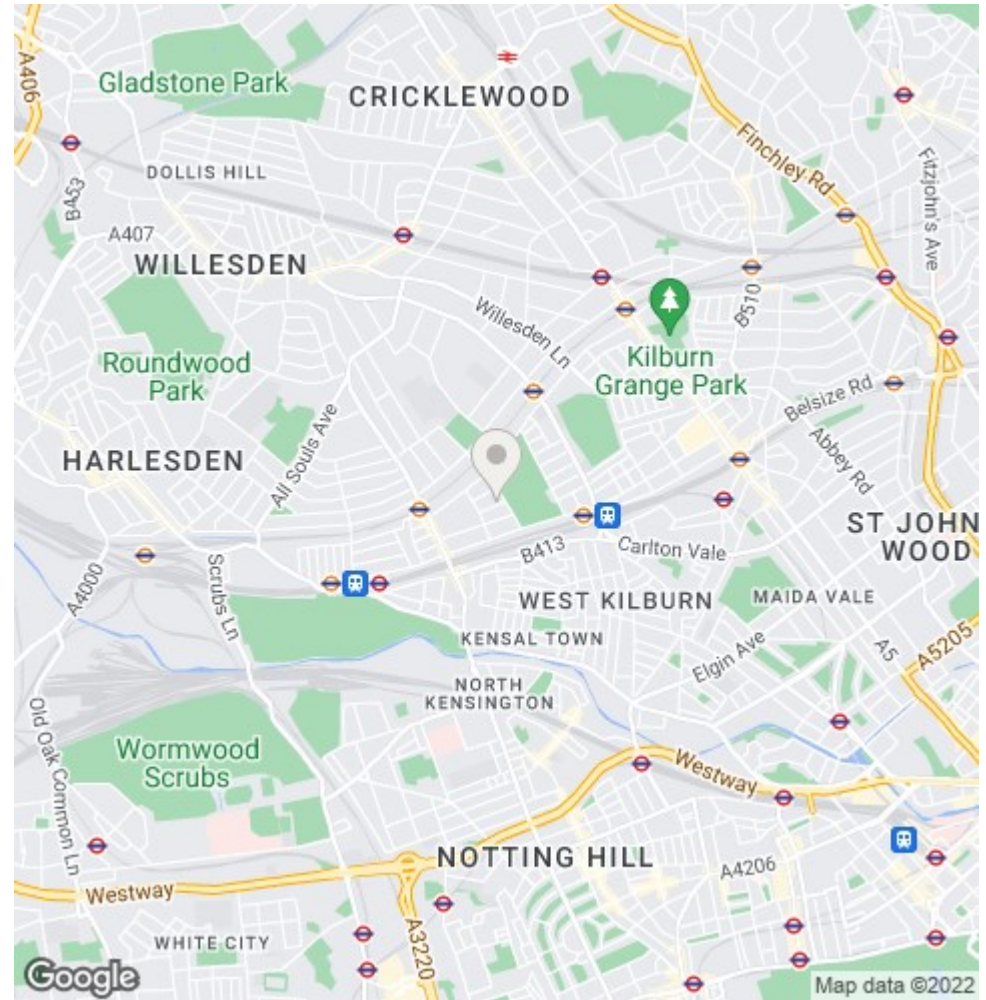 A406
Gladstone Park
CRICKLEWOOD
Finchley Rd
Fitzjohn's Ave
DOLLIS HILL
B453
A407
WILLESDEN
Willesden Ln
B510
Roundwood
Park
Kilburn
Grange Park
Belsize Rd
All Souls Ave
Abbey Rd
HARLESDEN
ST JOHN
WOOD
B413
Carlton Vale
A4000
Scrubs Ln
WEST KILBURN
MAIDA VALE
KENSAL TOWN
Elgin Ave
A5
A5205
NORTH
KENSINGTON
Old Oak Common Ln
Wormwood
Scrubs
Westway
NOTTING HILL
A4206
Westway
A3220
WHITE CITY
Google
Map data ©2022